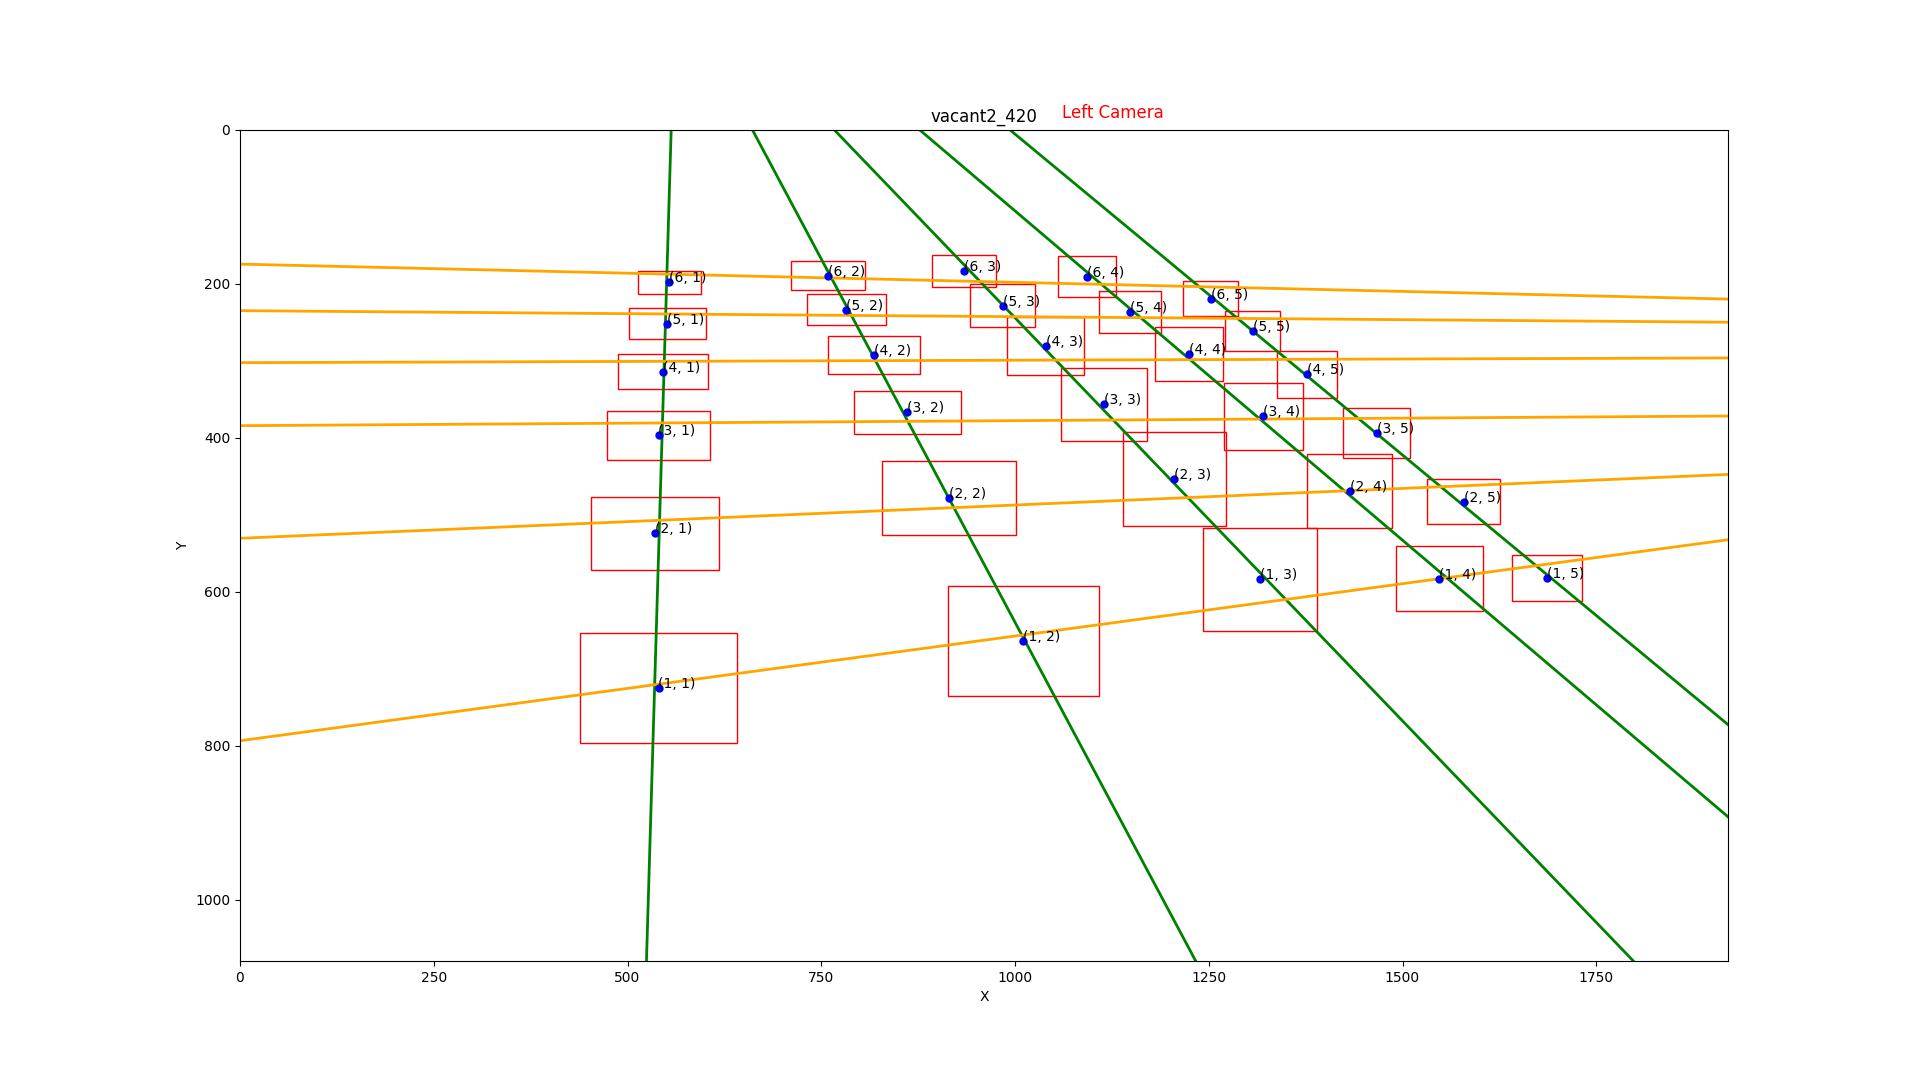 vacant2_420 Left Camera
0
(6, 1) (6, 2) (6, 3) (6, 4) (6, 5)
200
(5, 1) (5, 2) (5, 3) (5, 4) (5, 5)
(4, 1) (4, 2) (4, 3) (4, 4) (4, 5)
(3, 1) (3, 2) (3, 3) (3, 4) (3, 5)
400
(2, 1) (2, 2) (2, 3) (2, 4) (2, 5)
Y
600
(1, 1) (1, 2) (1, 3) (1, 4) (1, 5)
800
1000
0 250 500 750 1000 1250 1500 1750
X